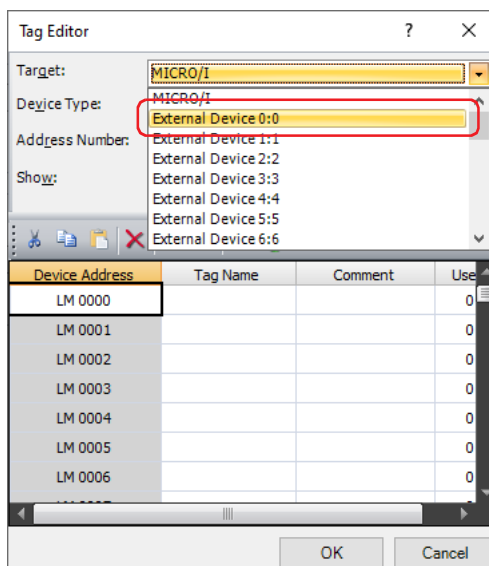 Tag Editor ? ×
Target: MICRO/I
Device Type: MICRO/I
External Device 0:0
Address Number: External Device 1:1
External Device 2:2
Show: External Device 3:3
External Device 4:4
External Device 5:5
External Device 6:6
Device Address Tag Name Comment Use
LM 0000 0
LM 0001 0
LM 0002 0
LM 0003 0
LM 0004 0
LM 0005 0
LM 0006 0
OK Cancel